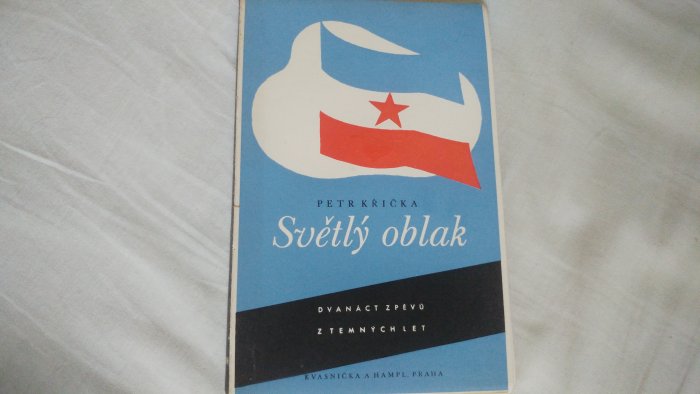 PETR KŘIČKA
Světlý oblak
DVANÁCT ZPĚVŮ
Z TEMNÝCH LET
KVASNIČKA A HAMPL, PRAHA